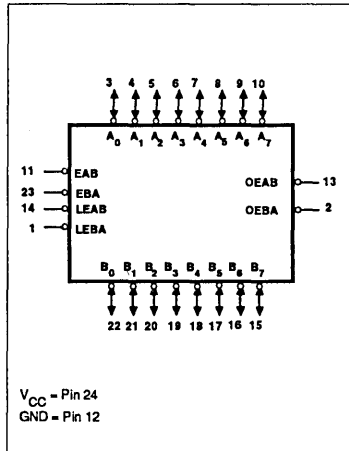 3 4 5 6 7 8 9 10
A0 A1 A2 A3 A4 A5 A6 A7
11 EAB
OEAB 13
23 EBA
14 LEAB
OEBA 2
1 LEBA
B0 B1 B2 B3 B4 B5 B6 B7
22 21 20 19 18 17 16 15
VCC = Pin 24
GND = Pin 12